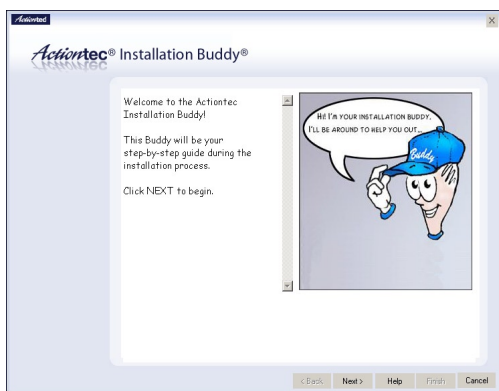 Actiontec
Actiontec® Installation Buddy®
Welcome to the Actiontec
Installation Buddy!
This Buddy will be your
step-by-step guide during the
installation process.
Click NEXT to begin.
HI! I'M YOUR INSTALLATION BUDDY,
I'LL BE AROUND TO HELP YOU OUT...
Buddy
< Back Next > Help Finish Cancel